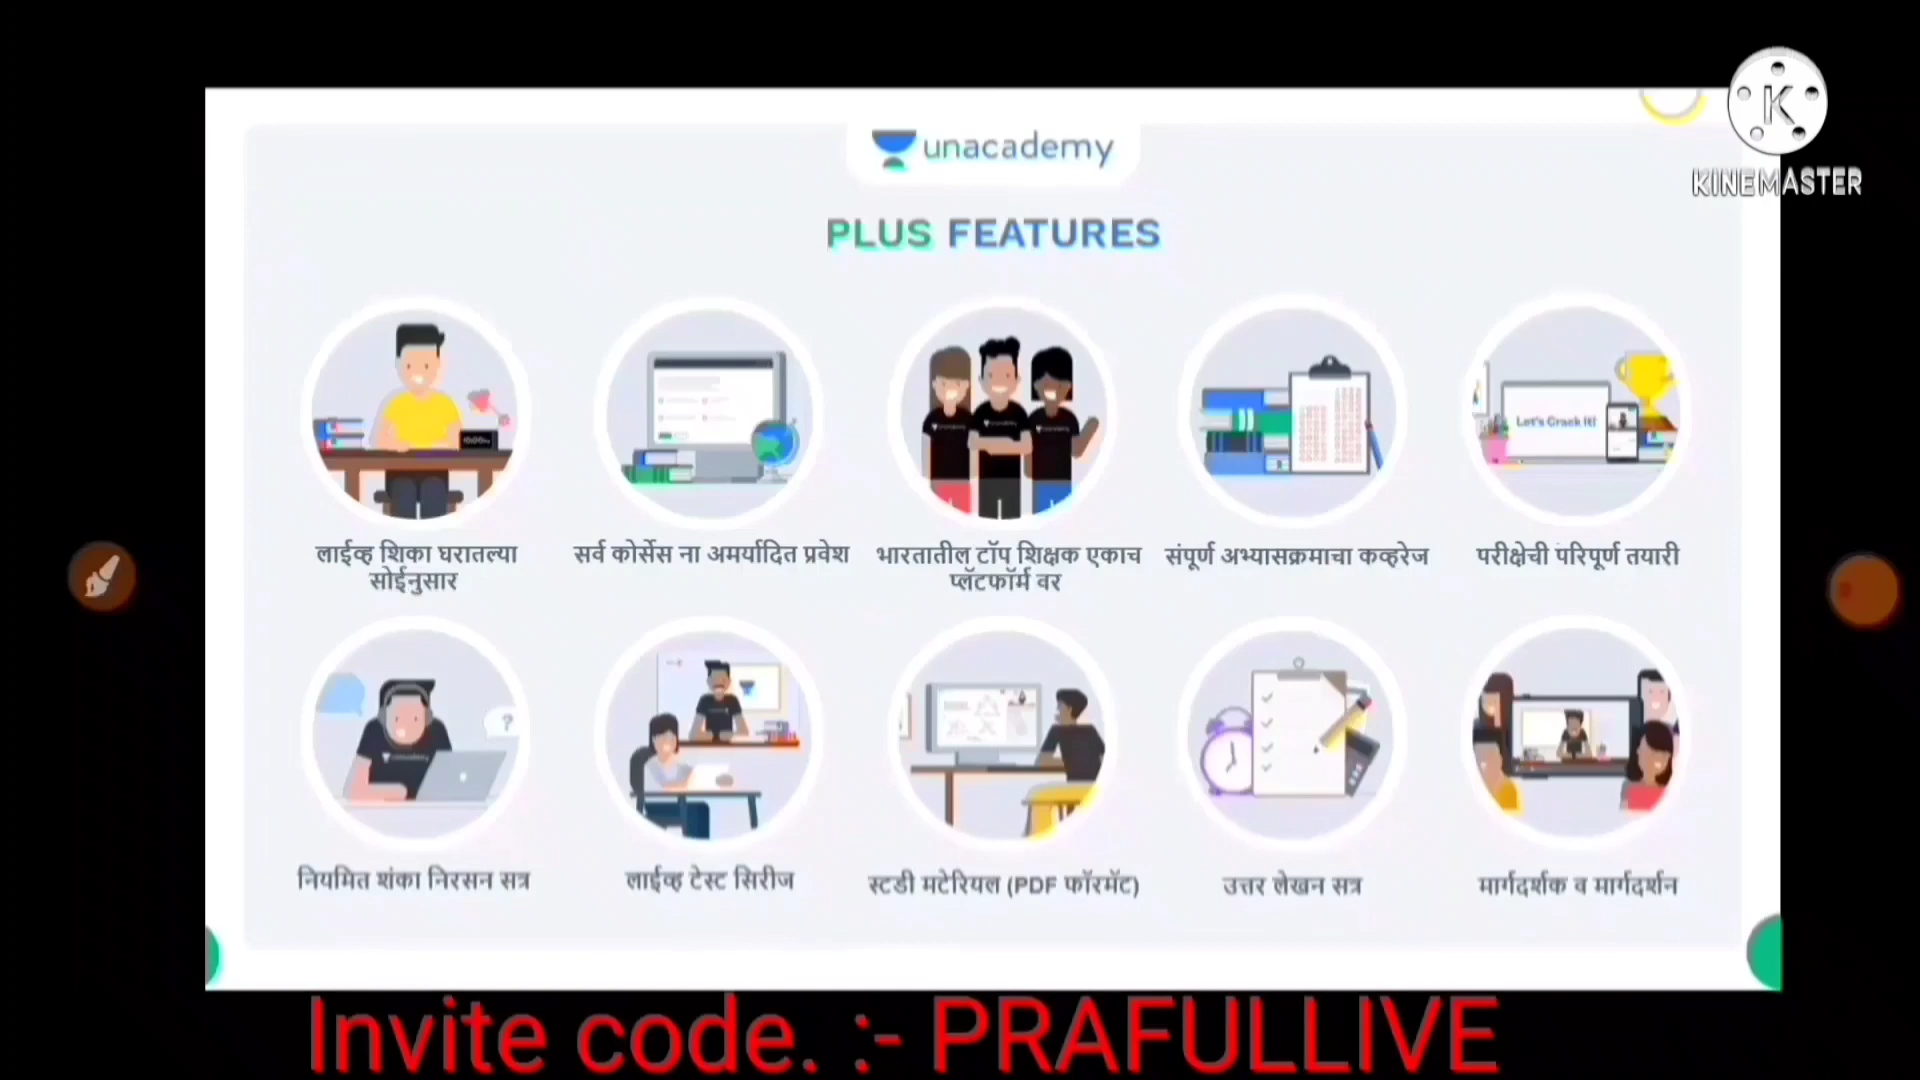 unacademy
KINEMASTER
PLUS FEATURES
Let's Crack It!
लाईव्ह शिका घरातल्या
सोईनुसार
सर्व कोर्सेस ना अमर्यादित प्रवेश
भारतातील टॉप शिक्षक एकाच
प्लॅटफॉर्म वर
संपूर्ण अभ्यासक्रमाचा कव्हरेज
परीक्षेची परिपूर्ण तयारी
नियमित शंका निरसन सत्र
लाईव्ह टेस्ट सिरीज
स्टडी मटेरियल (PDF फॉरमॅट)
उत्तर लेखन सत्र
मार्गदर्शक व मार्गदर्शन
Invite code. :- PRAFULLIVE